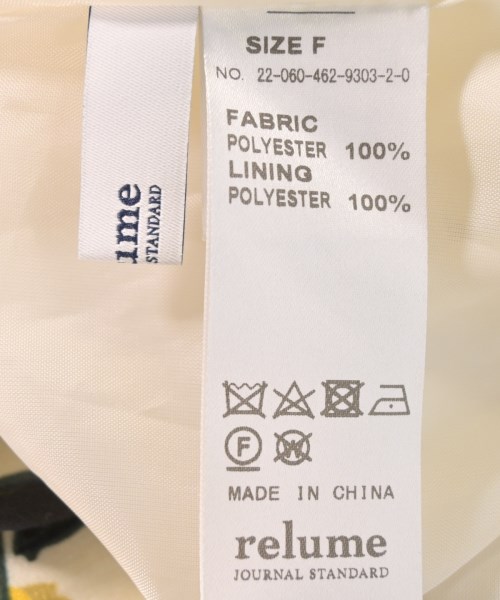 SIZE F
NO. 22-060-462-9303-2-0
FABRIC
POLYESTER 100%
LINING
POLYESTER 100%
F
W
MADE IN CHINA
relume
JOURNAL STANDARD
ume
STANDARD